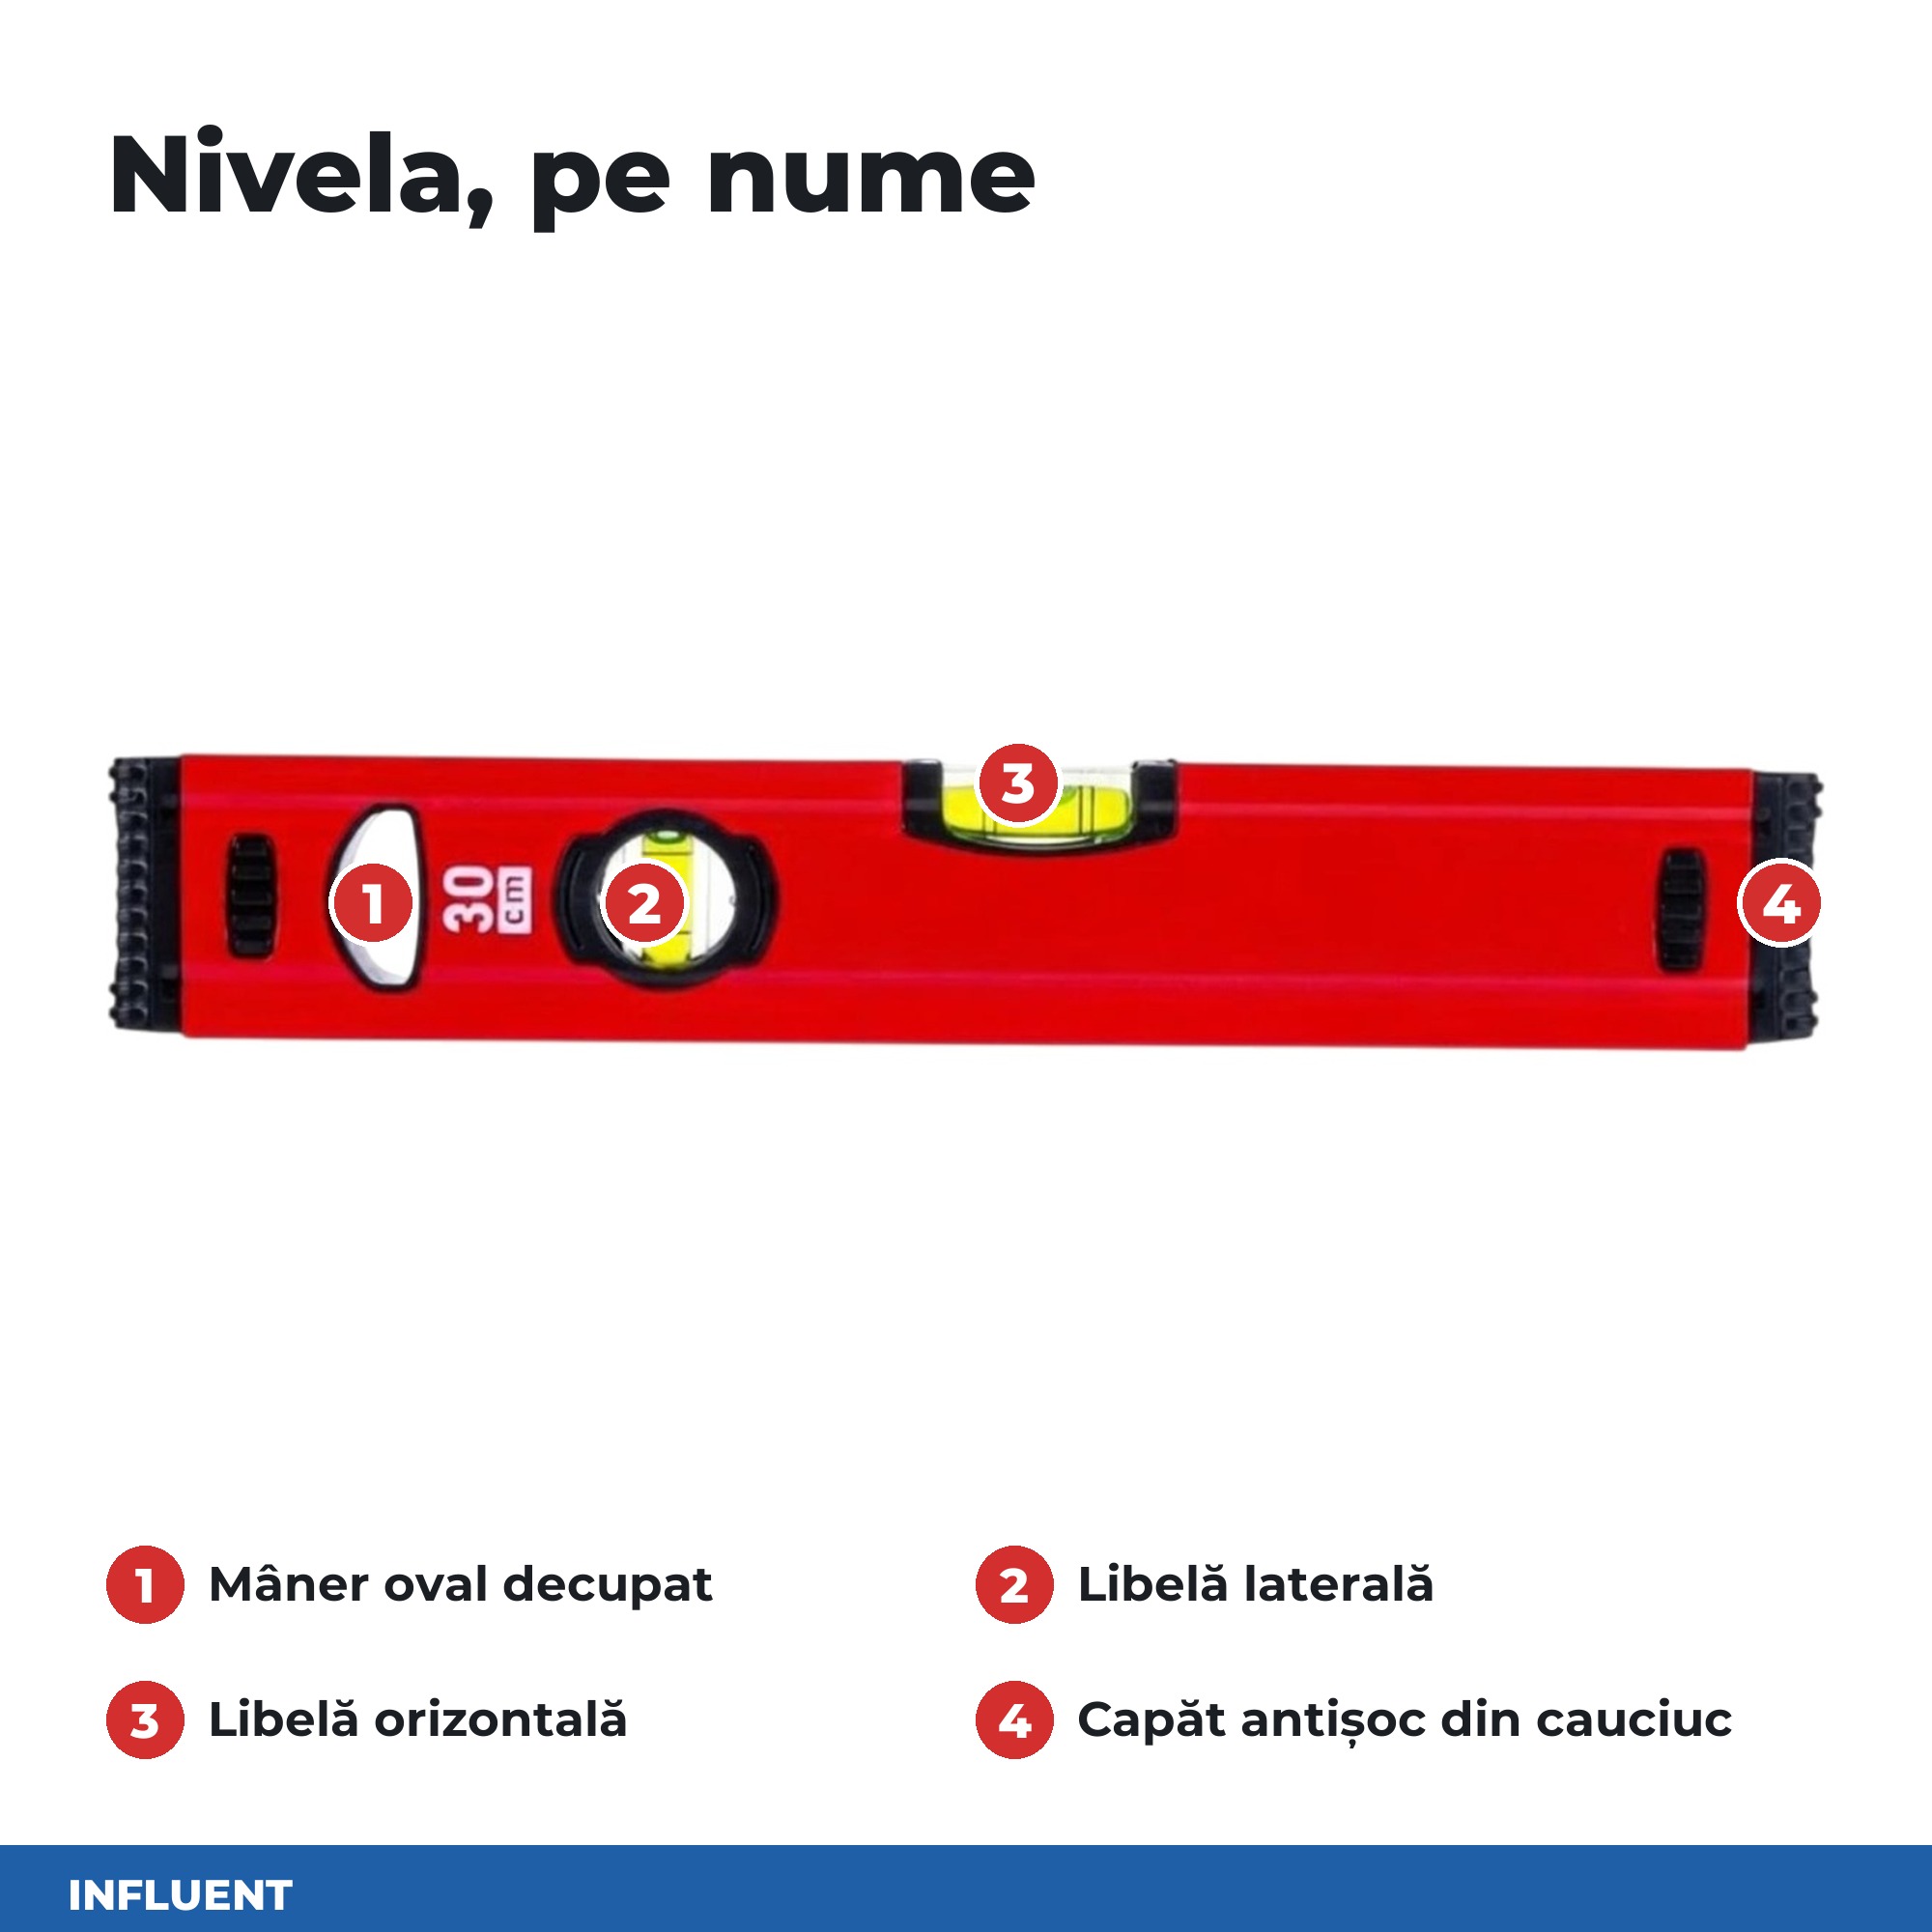 Nivela, pe nume
3
1
30
cm
2
4
1 Mâner oval decupat
2 Libelă laterală
3 Libelă orizontală
4 Capăt antișoc din cauciuc
INFLUENT